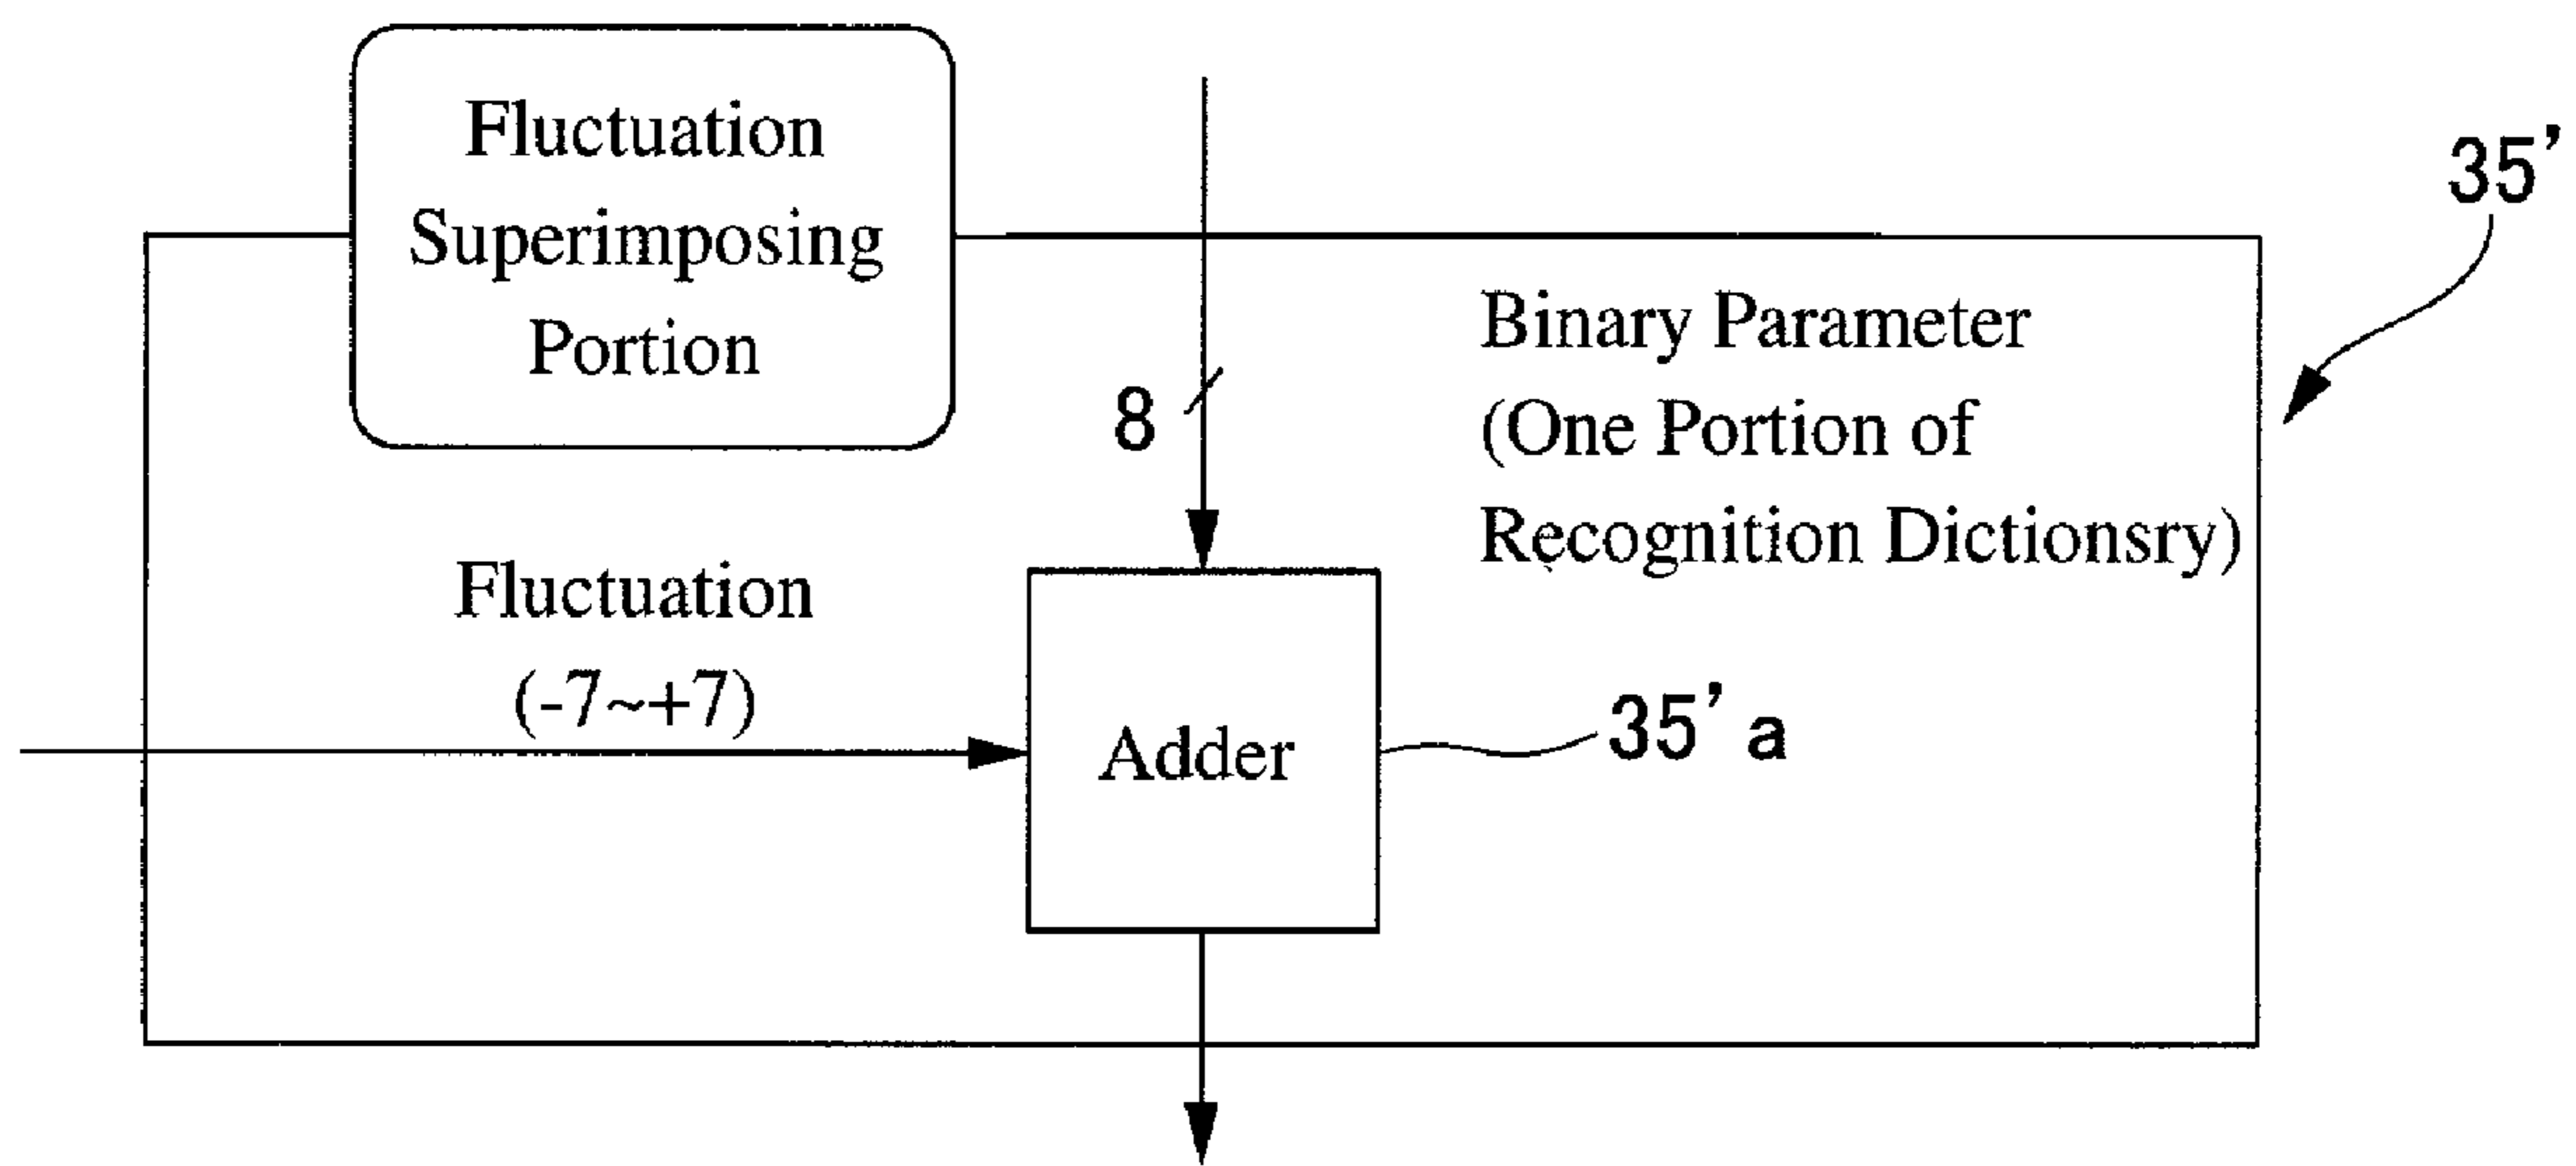 Fluctuation
Superimposing
Portion
35'
Binary Parameter
(One Portion of
Recognition Dictionsry)
8
Fluctuation
(-7~+7)
Adder
35'a